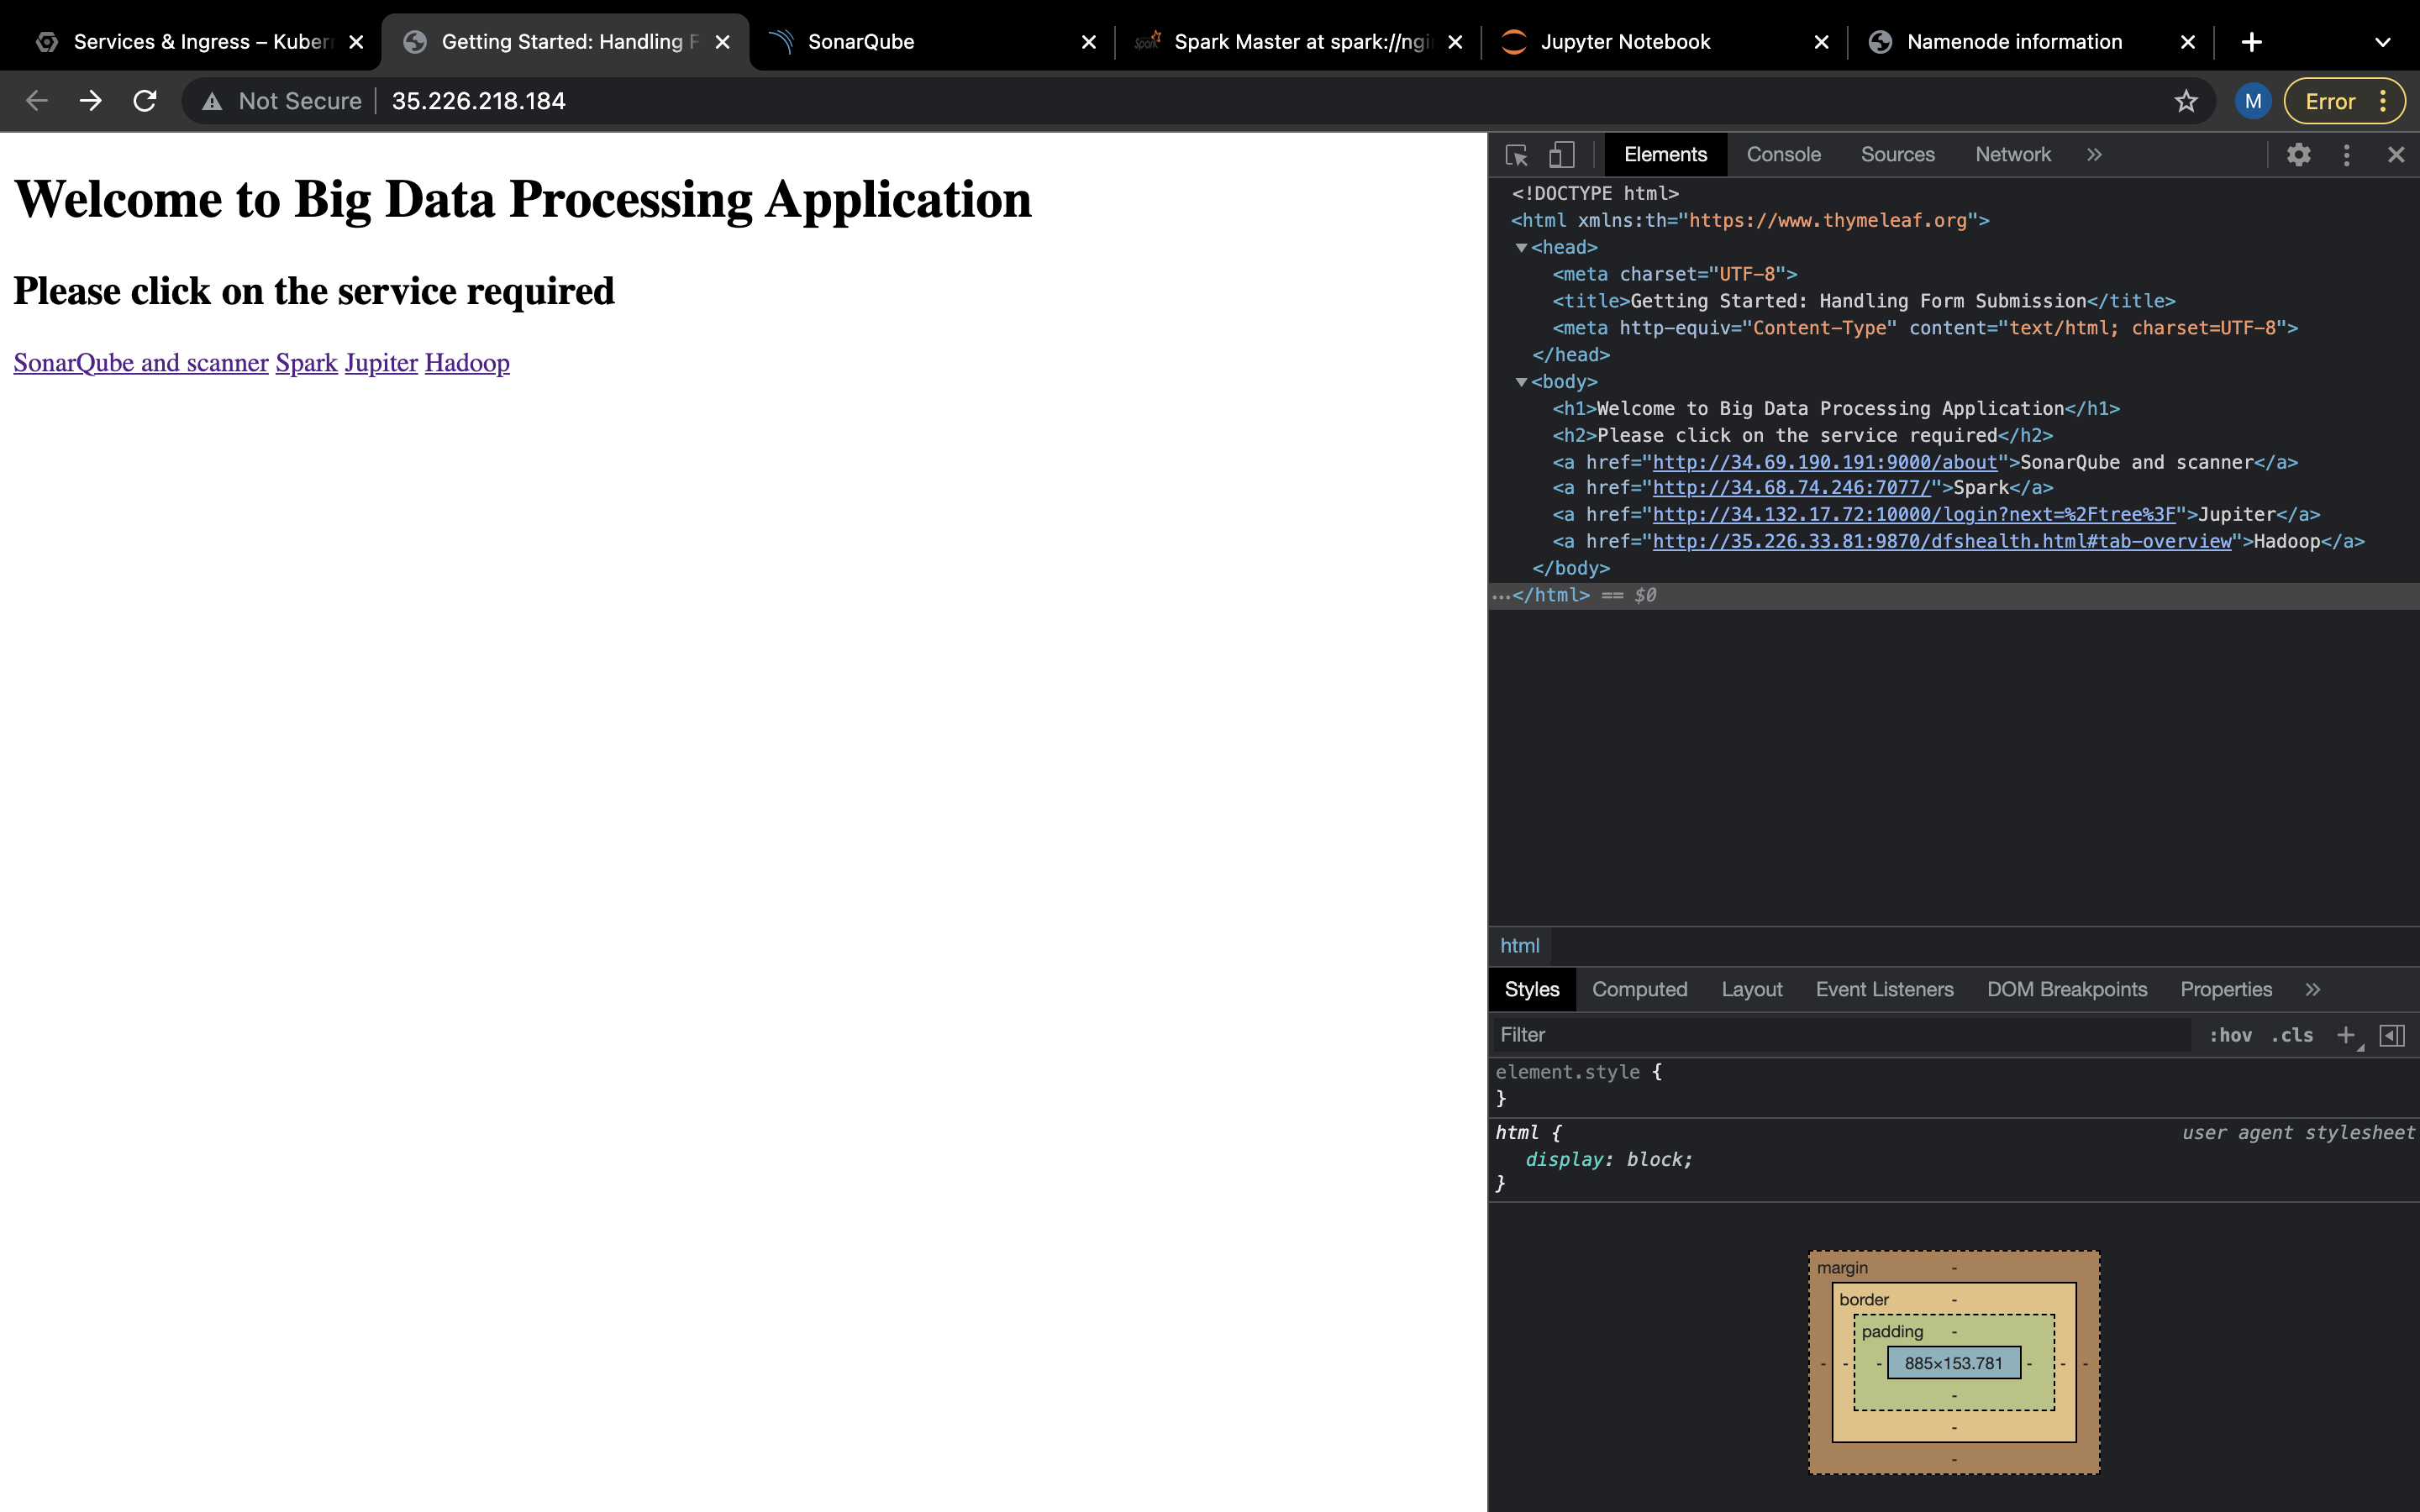 Services & Ingress – Kuber
Getting Started: Handling F
SonarQube
Spark Master at spark://ngi
Jupyter Notebook
Namenode information
Not Secure
35.226.218.184
M
Error
Welcome to Big Data Processing Application
Please click on the service required
SonarQube and scanner Spark Jupiter Hadoop
Elements Console Sources Network »
<!DOCTYPE html>
<html xmlns:th="https://www.thymeleaf.org">
<head>
<meta charset="UTF-8">
<title>Getting Started: Handling Form Submission</title>
<meta http-equiv="Content-Type" content="text/html; charset=UTF-8">
</head>
<body>
<h1>Welcome to Big Data Processing Application</h1>
<h2>Please click on the service required</h2>
<a href="http://34.69.190.191:9000/about">SonarQube and scanner</a>
<a href="http://34.68.74.246:7077/">Spark</a>
<a href="http://34.132.17.72:10000/login?next=%2Ftree%3F">Jupiter</a>
<a href="http://35.226.33.81:9870/dfshealth.html#tab-overview">Hadoop</a>
</body>
…</html> == $0
html
Styles Computed Layout Event Listeners DOM Breakpoints Properties »
Filter :hov .cls +
element.style {
}
html { user agent stylesheet
display: block;
}
margin -
border -
padding -
- - - 885×153.781 - - -
-
-
-